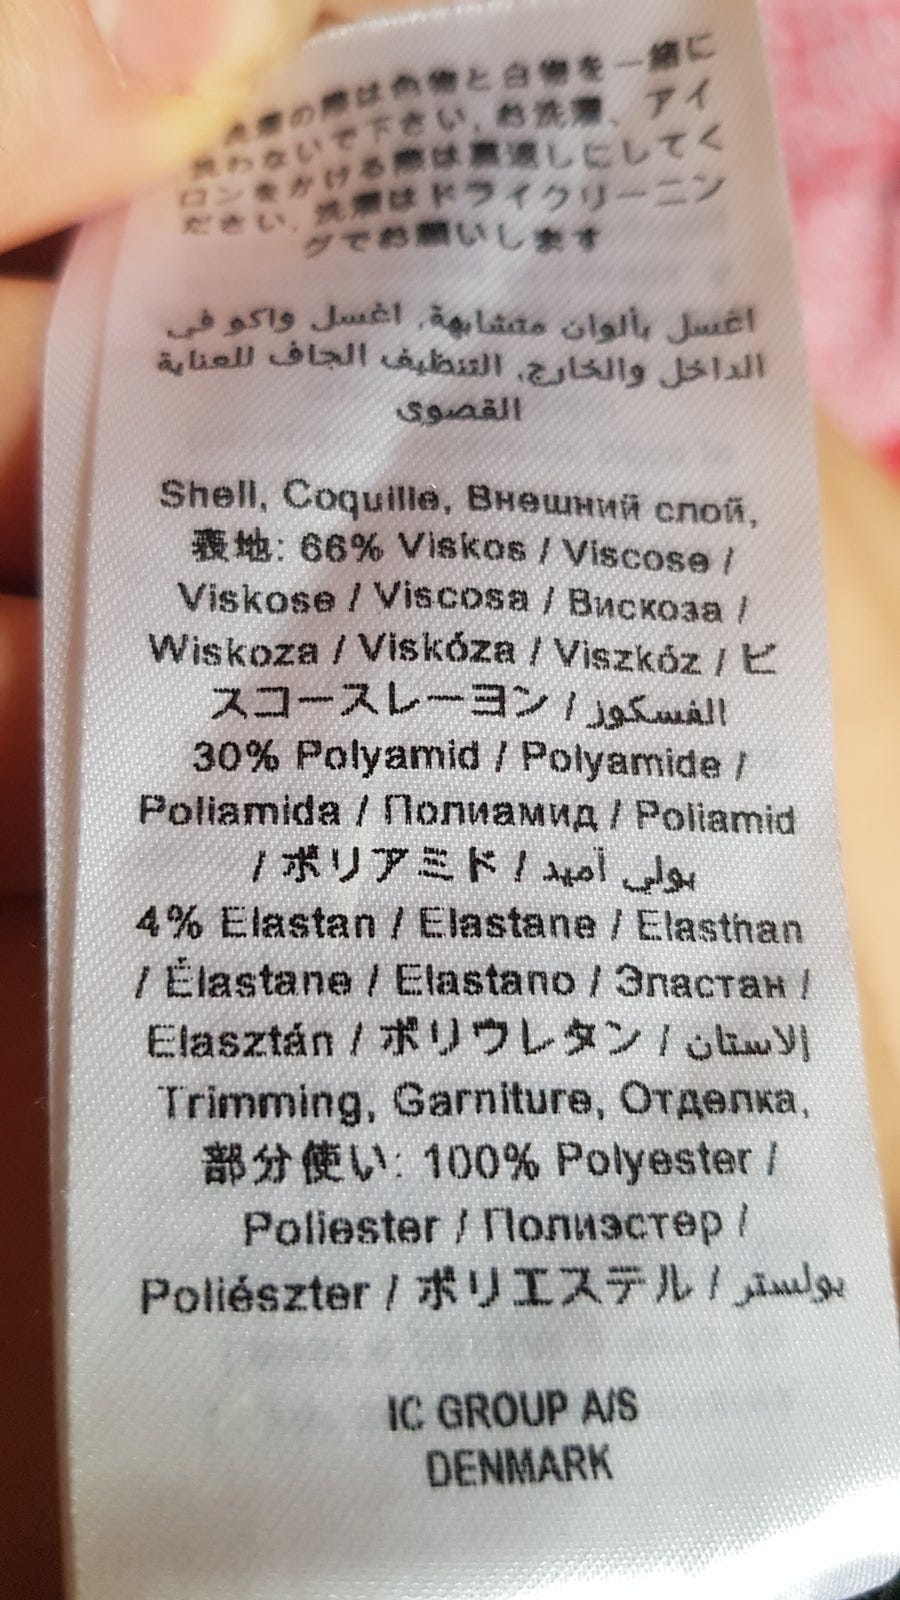 洗濯の際は色物と白物を一緒に
洗わないで下さい, お洗濯、アイ
ロンをかける際は裏返しにしてく
ださい, 洗濯はドライクリーニン
グでお願いします
اغسل بألوان متشابهة, اغسل واكو في
الداخل والخارج, التنظيف الجاف للعناية
القصوى
Shell, Coquille, Внешний слой,
表地: 66% Viskos / Viscose /
Viskose / Viscosa / Вискоза /
Wiskoza / Viskóza / Viszkóz / ビ
スコースレーヨン / الفسكوز
30% Polyamid / Polyamide /
Poliamida / Полиамид / Poliamid
/ ポリアミド / بولي آميد
4% Elastan / Elastane / Elasthan
/ Élastane / Elastano / Эластан /
Elasztán / ポリウレタン / إلاستان
Trimming, Garniture, Отделка,
部分使い: 100% Polyester /
Poliester / Полиэстер /
Poliészter / ポリエステル / بولستر
IC GROUP A/S
DENMARK